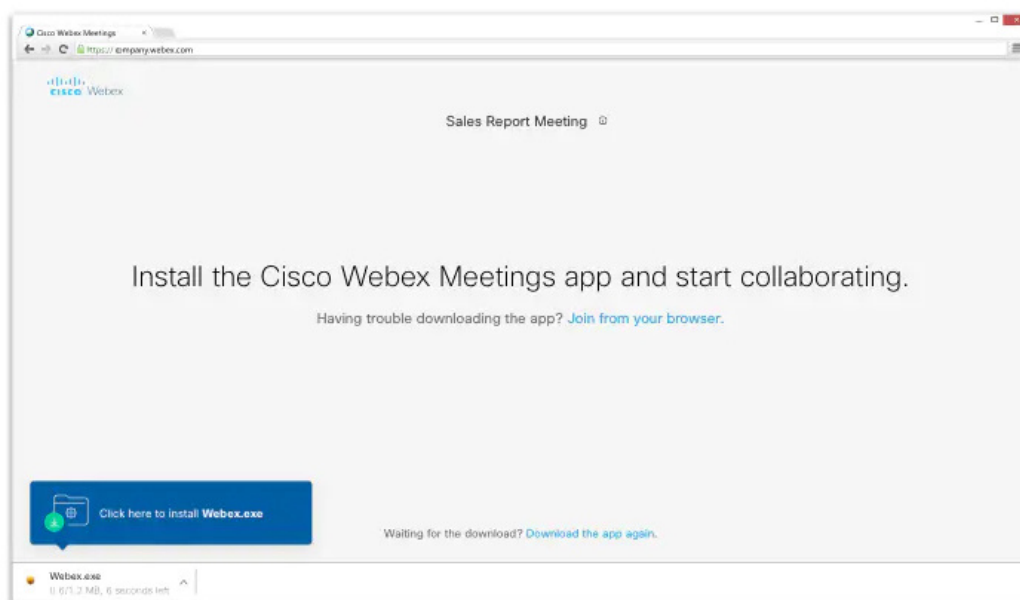 Cisco Webex Meetings
https://company.webex.com
CISCO Webex
Sales Report Meeting
Install the Cisco Webex Meetings app and start collaborating.
Having trouble downloading the app? Join from your browser.
Click here to install Webex.exe
Waiting for the download? Download the app again.
Webex.exe
0.6/1.2 MB, 6 seconds left